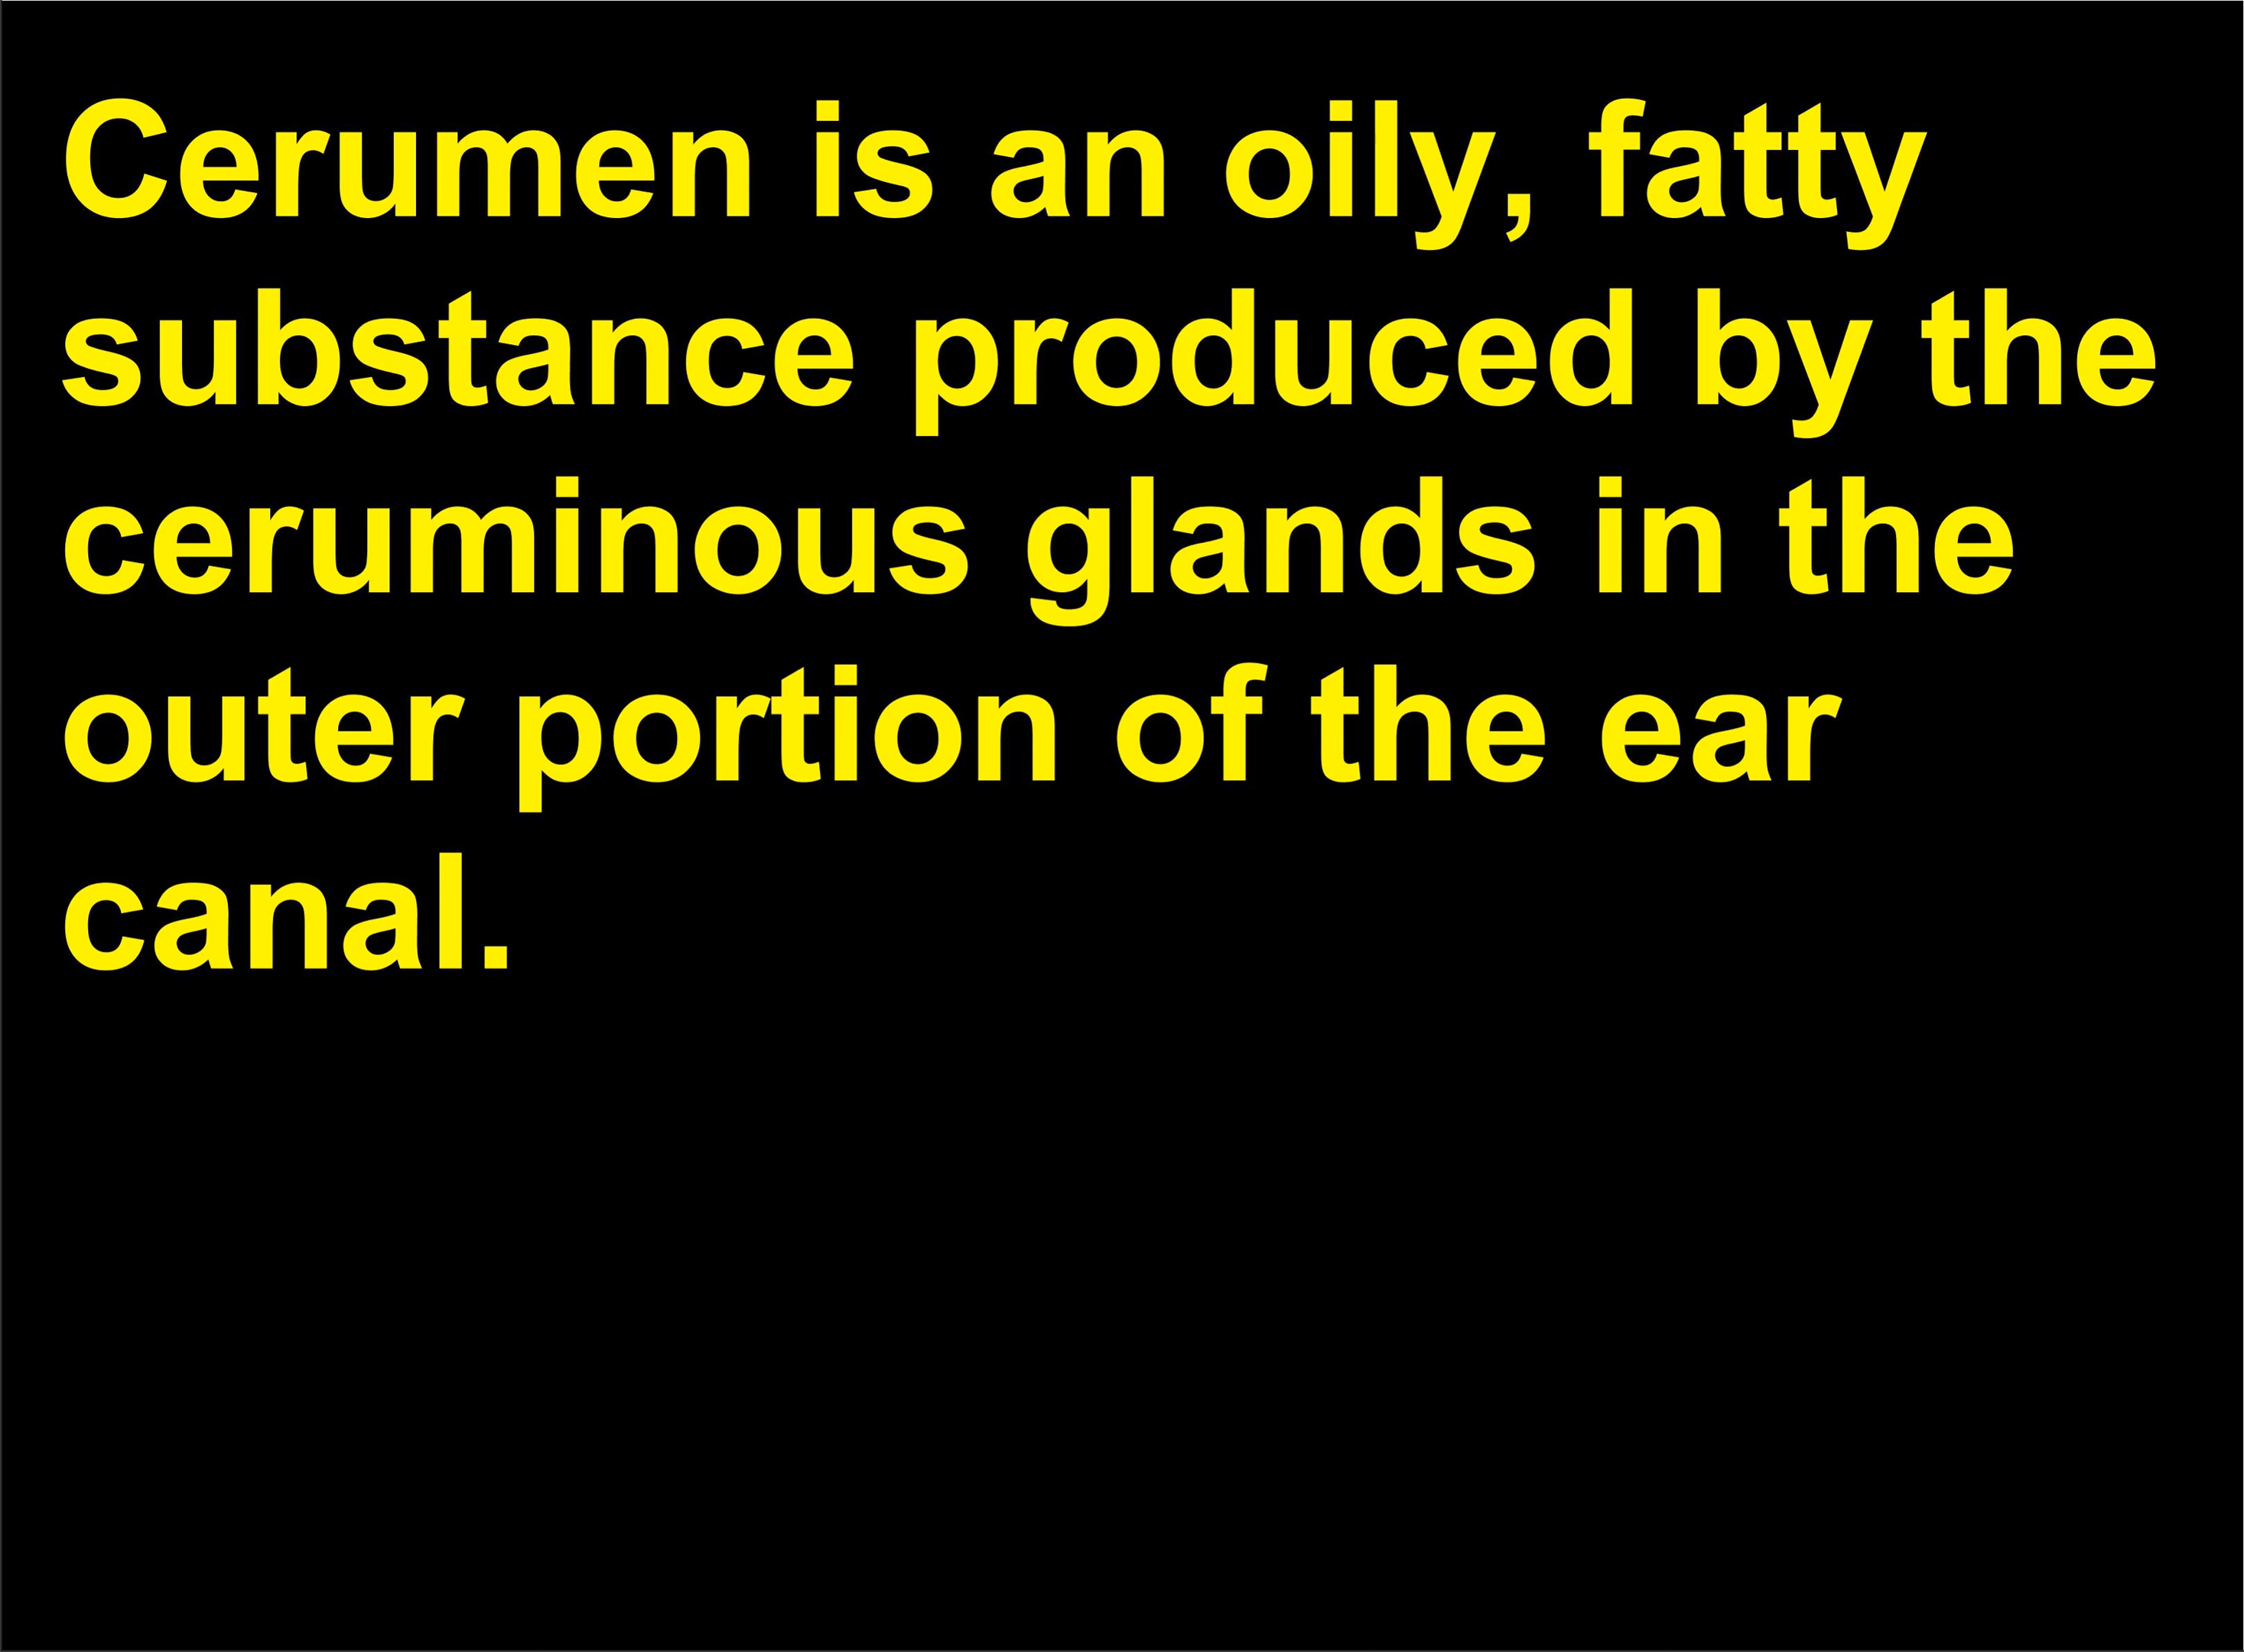 Cerumen is an oily, fatty
substance produced by the
ceruminous glands in the
outer portion of the ear
canal.